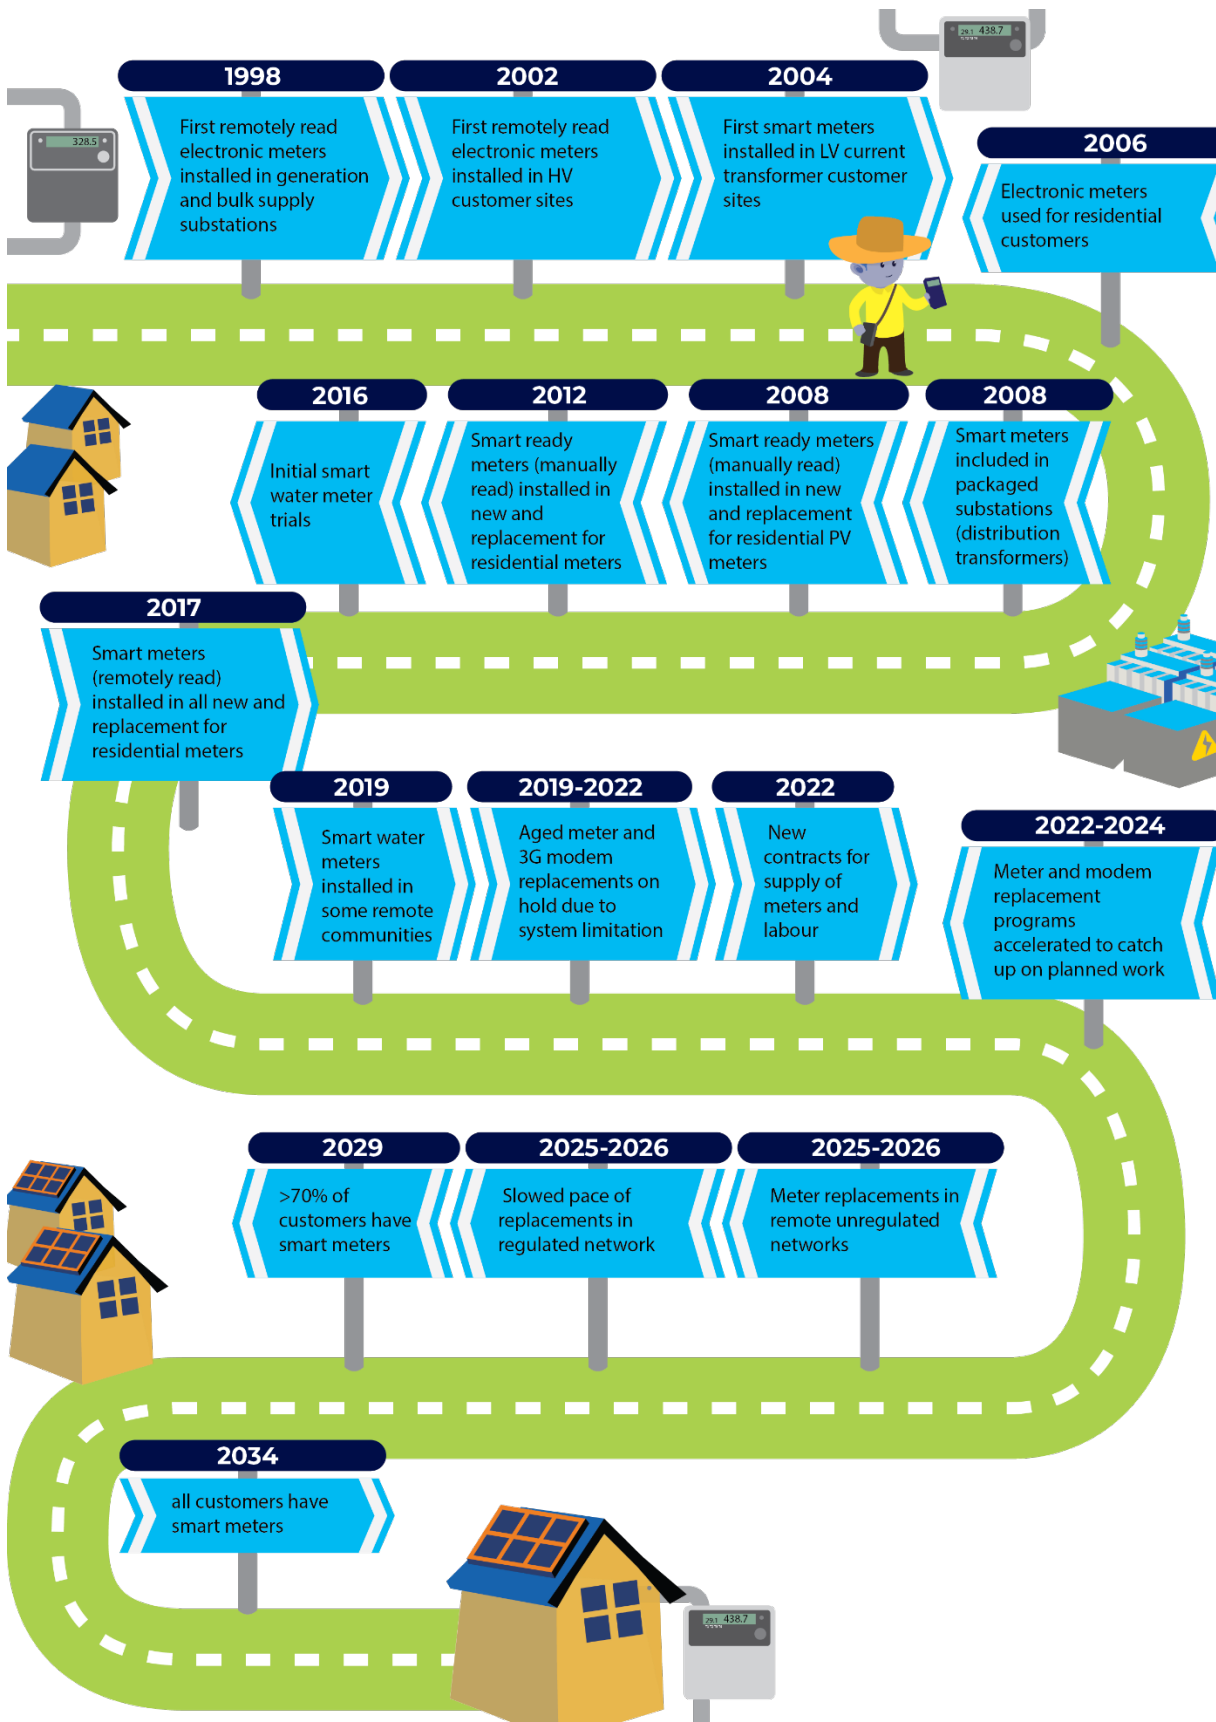 29.1 438.7
328.5
1998
First remotely read
electronic meters
installed in generation
and bulk supply
substations
2002
First remotely read
electronic meters
installed in HV
customer sites
2004
First smart meters
installed in LV current
transformer customer
sites
2006
Electronic meters
used for residential
customers
2008
Smart meters
included in
packaged
substations
(distribution
transformers)
2008
Smart ready meters
(manually read)
installed in new
and replacement
for residential PV
meters
2012
Smart ready
meters (manually
read) installed in
new and
replacement for
residential meters
2016
Initial smart
water meter
trials
2017
Smart meters
(remotely read)
installed in all new and
replacement for
residential meters
2019
Smart water
meters
installed in
some remote
communities
2019-2022
Aged meter and
3G modem
replacements on
hold due to
system limitation
2022
New
contracts for
supply of
meters and
labour
2022-2024
Meter and modem
replacement
programs
accelerated to catch
up on planned work
2025-2026
Meter replacements in
remote unregulated
networks
2025-2026
Slowed pace of
replacements in
regulated network
2029
>70% of
customers have
smart meters
2034
all customers have
smart meters
29.1 438.7